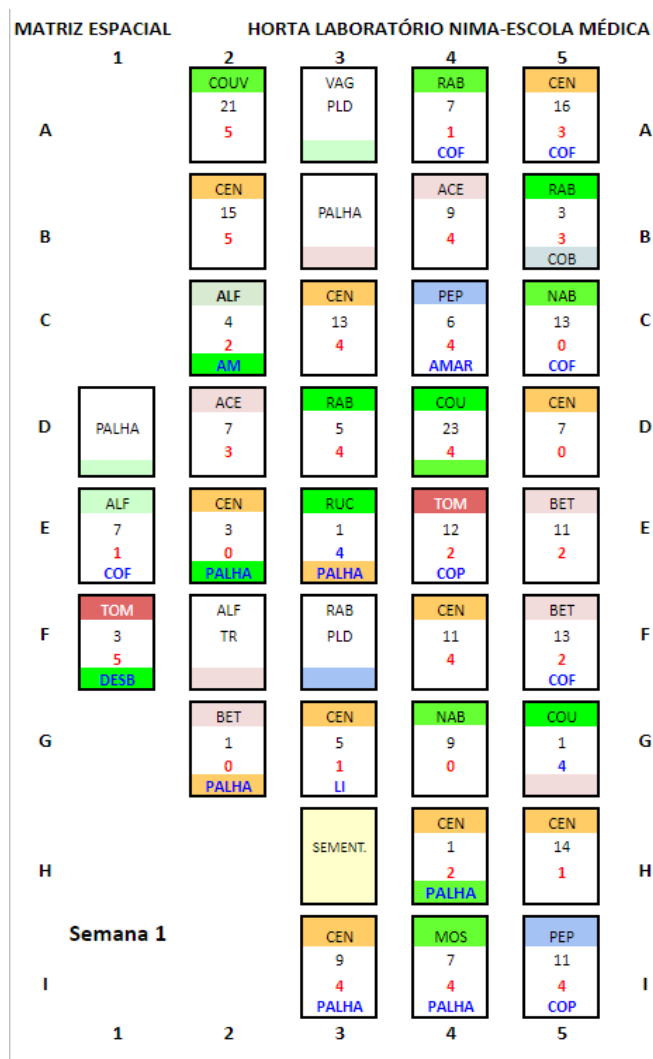 MATRIZ ESPACIAL HORTA LABORATÓRIO NIMA-ESCOLA MÉDICA
1 2 3 4 5
COUV VAG RAB CEN
21 PLD 7 16
A 5 1 3 A
COF COF
CEN ACE RAB
15 PALHA 9 3
B 5 4 3 B
COB
ALF CEN PEP NAB
C 4 13 6 13 C
2 4 4 0
AM AMAR COF
ACE RAB COU CEN
D PALHA 7 5 23 7 D
3 4 4 0
ALF CEN RUC TOM BET
E 7 3 1 12 11 E
1 0 4 2 2
COF PALHA PALHA COP
TOM ALF RAB CEN BET
F 3 TR PLD 11 13 F
5 4 2
DESB COF
BET CEN NAB COU
G 1 5 9 1 G
0 1 0 4
PALHA LI
CEN CEN
SEMENT. 1 14
H 2 1 H
PALHA
Semana 1 CEN MOS PEP
9 7 11
I 4 4 4 I
PALHA PALHA COP
1 2 3 4 5